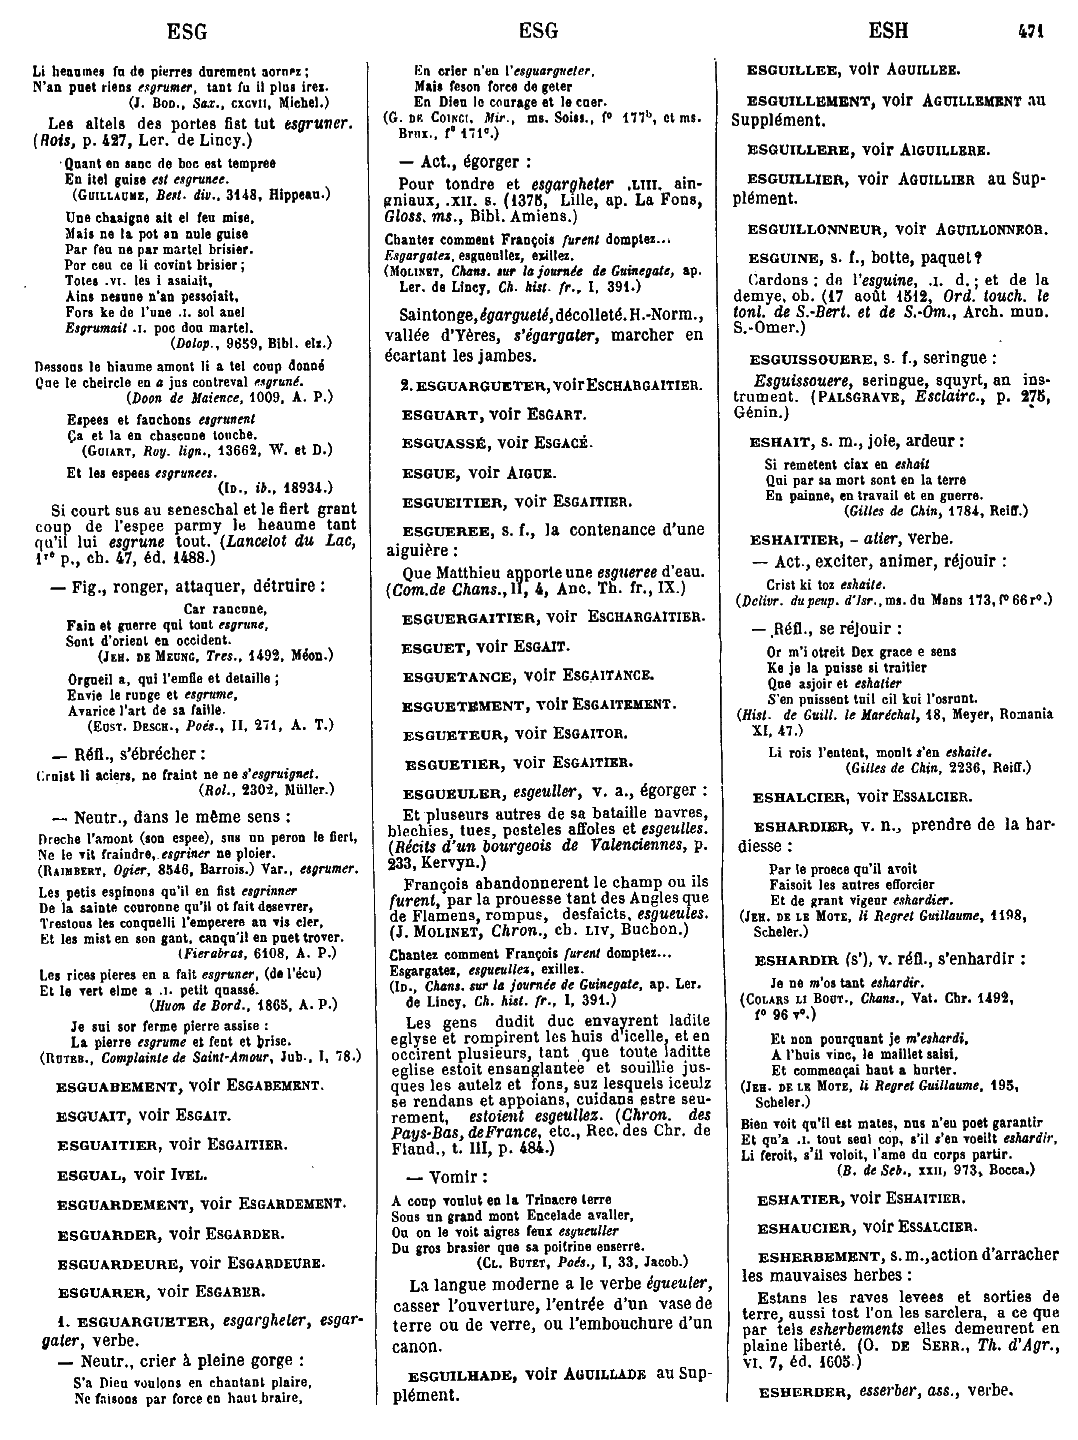 ESG
ESG
ESH
471
Li heaumes fu de pierres durement aornez ;
N'an puet riens esgrumer, tant fu il plus irez.
(J. BOD., Sax., CXCVII, Michel.)
Les altels des portes fist tut esgruner.
(Rois, p. 427, Ler. de Lincy.)
Quant en sanc de boc est tempree
En itel guise est esgrunee.
(GUILLAUME, Best. div., 3148, Hippeau.)
Une chaaigne ait el feu mise,
Mais ne la pot an nule guise
Par feu ne par martel brisier.
Por ceu ce li covint brisier ;
Totes .VI. les i asaiait,
Ains nesune n'an pessoiait,
Fors ke de l'une .I. sol anel
Esgrumait .I. poc dou martel.
(Dolop., 9659, Bibl. elz.)
Dessous le hiaume amont li a tel coup donné
Que le cheircle en a jus contreval esgruné.
(Doon de Maience, 1009, A. P.)
Espees et fauchons esgrunent
Ça et la en chascune touche.
(GUIART, Roy. lign., 13662, W. et D.)
Et les espees esgrunees.
(ID., ib., 18934.)
Si court sus au seneschal et le fiert grant
coup de l'espee parmy le heaume tant
qu'il lui esgrune tout. (Lancelot du Lac,
1re p., ch. 47, éd. 1488.)
— Fig., ronger, attaquer, détruire :
Car rancune,
Fain et guerre qui tout esgrune,
Sont d'orient en occident.
(JEH. DE MEUNG, Tres., 1492, Méon.)
Orgueil a, qui l'emfle et detaille ;
Envie le runge et esgrume,
Avarice l'art de sa faille.
(EUST. DESCH., Poés., II, 271, A. T.)
— Réfl., s'ébrécher :
Cruist li aciers, ne fraint ne ne s'esgruignet.
(Rol., 2302, Müller.)
— Neutr., dans le même sens :
Dreche l'amont (son espee), sus un peron le fiert,
Ne le vit fraindre, esgriner ne ploier.
(RAIMBERT, Ogier, 8546, Barrois.) Var., esgrumer.
Les petis espinons qu'il en fist esgrinner
De la sainte couronne qu'il ot fait desevrer,
Trestous les conquelli l'emperere au vis cler,
Et les mist en son gant, canqu'il en puet trover.
(Fierabras, 6108, A. P.)
Les rices pieres en a fait esgruner, (de l'écu)
Et le vert elme a .I. petit quassé.
(Huon de Bord., 1865, A. P.)
Je sui sor ferme pierre assise :
La pierre esgrume et fent et brise.
(RUTEB., Complainte de Saint-Amour, Jub., I, 78.)
ESGUABEMENT, voir ESGABEMENT.
ESGUAIT, voir ESGAIT.
ESGUAITIER, voir ESGAITIER.
ESGUAL, voir IVEL.
ESGUARDEMENT, voir ESGARDEMENT.
ESGUARDER, voir ESGARDER.
ESGUARDEURE, voir ESGARDEURE.
ESGUARER, voir ESGARER.
1. ESGUARGUETER, esgargheter, esgar-
gater, verbe.
— Neutr., crier à pleine gorge :
S'a Dieu voulons en chantant plaire,
Ne faisons par force en haut braire,
En crier n'en l'esguargueter,
Mais feson force de geter
En Dieu le courage et le cuer.
(G. DE COINCI, Mir., ms. Soiss., fo 177b, et ms.
Brux., fo 171c.)
— Act., égorger :
Pour tondre et esgargheter .LIII. ain-
gniaux, .XII. s. (1375, Lille, ap. La Fons,
Gloss. ms., Bibl. Amiens.)
Chantez comment François furent domptez...
Esgargatez, esgueullez, exillez.
(MOLINET, Chans. sur la journée de Guinegate, ap.
Ler. de Lincy, Ch. hist. fr., I, 391.)
Saintonge, égargueté, décolleté. H.-Norm.,
vallée d'Yères, s'égargater, marcher en
écartant les jambes.
2. ESGUARGUETER, voir ESCHARGAITIER.
ESGUART, voir ESGART.
ESGUASSÉ, voir ESGACÉ.
ESGUE, voir AIGUE.
ESGUEITIER, voir ESGAITIER.
ESGUEREE, s. f., la contenance d'une
aiguière :
Que Matthieu apporte une esgueree d'eau.
(Com. de Chans., II, 4, Anc. Th. fr., IX.)
ESGUERGAITIER, voir ESCHARGAITIER.
ESGUET, voir ESGAIT.
ESGUETANCE, voir ESGAITANCE.
ESGUETEMENT, voir ESGAITEMENT.
ESGUETEUR, voir ESGAITOR.
ESGUETIER, voir ESGAITIER.
ESGUEULER, esgeuller, v. a., égorger :
Et pluseurs autres de sa bataille navres,
blechies, tues, posteles affoles et esgeulles.
(Récits d'un bourgeois de Valenciennes, p.
233, Kervyn.)
François abandonnerent le champ ou ils
furent, par la prouesse tant des Angles que
de Flamens, rompus, desfaicts, esgueules.
(J. MOLINET, Chron., ch. LIV, Buchon.)
Chantez comment François furent domptez...
Esgargatez, esgueullez, exillez.
(ID., Chans. sur la journée de Guinegate, ap. Ler.
de Lincy, Ch. hist. fr., I, 391.)
Les gens dudit duc envayrent ladite
eglyse et rompirent les huis d'icelle, et en
occirent plusieurs, tant que toute laditte
eglise estoit ensanglantee et souillie jus-
ques les autelz et fons, suz lesquels iceulz
se rendans et appoians, cuidans estre seu-
rement, estoient esgeullez. (Chron. des
Pays-Bas, de France, etc., Rec. des Chr. de
Fland., t. III, p. 484.)
— Vomir :
A coup voulut en la Trinacre terre
Sous un grand mont Encelade avaller,
Ou on le voit aigres feux esgueuller
Du gros brasier que sa poitrine enserre.
(CL. BUTET, Poés., I, 33, Jacob.)
La langue moderne a le verbe égueuler,
casser l'ouverture, l'entrée d'un vase de
terre ou de verre, ou l'embouchure d'un
canon.
ESGUILHADE, voir AGUILLADE au Sup-
plément.
ESGUILLEE, voir AGUILLEE.
ESGUILLEMENT, voir AGUILLEMENT au
Supplément.
ESGUILLERE, voir AIGUILLERE.
ESGUILLIER, voir AGUILLIER au Sup-
plément.
ESGUILLONNEUR, voir AGUILLONNEOR.
ESGUINE, s. f., botte, paquet ?
Cardons : de l'esguine, .I. d. ; et de la
demye, ob. (17 août 1512, Ord. touch. le
tonl. de S.-Bert. et de S.-Om., Arch. mun.
S.-Omer.)
ESGUISSOUERE, s. f., seringue :
Esguissouere, seringue, squyrt, an ins-
trument. (PALSGRAVE, Esclairc., p. 275,
Génin.)
ESHAIT, s. m., joie, ardeur :
Si remetent ciax en eshait
Qui par sa mort sont en la terre
En painne, en travail et en guerre.
(Gilles de Chin, 1784, Reiff.)
ESHAITIER, - atier, verbe.
— Act., exciter, animer, réjouir :
Crist ki toz eshaite.
(Delivr. du peup. d'Isr., ms. du Mans 173, fo 66 ro.)
— Réfl., se réjouir :
Or m'i otreit Dex grace e sens
Ke je la puisse si traitier
Que asjoir et eshatier
S'en puissent tuil cil kui l'orsunt.
(Hist. de Guill. le Maréchal, 18, Meyer, Romania
XI, 47.)
Li rois l'entent, moult s'en eshaite.
(Gilles de Chin, 2236, Reiff.)
ESHALCIER, voir ESSALCIER.
ESHARDIER, v. n., prendre de la har-
diesse :
Par le proece qu'il avoit
Faisoit les autres efforcier
Et de grant vigeur eshardier.
(JEH. DE LE MOTE, li Regret Guillaume, 1198,
Scheler.)
ESHARDIR (s'), v. réfl., s'enhardir :
Je ne m'os tant eshardir.
(COLARS LI BOUT., Chans., Vat. Chr. 1492,
fo 96 vo.)
Et non pourquant je m'eshardi,
A l'huis vinc, le maillet saisi,
Et commençai haut a hurter.
(JEH. DE LE MOTE, li Regret Guillaume, 195,
Scheler.)
Bien voit qu'il est mates, nus n'eu poet garantir
Et qu'a .I. tout seul cop, s'il s'en voeilt eshardir,
Li feroit, s'il voloit, l'ame du corps partir.
(B. de Seb., XXII, 973, Bocca.)
ESHATIER, voir ESHAITIER.
ESHAUCIER, voir ESSALCIER.
ESHERBEMENT, s. m., action d'arracher
les mauvaises herbes :
Estans les raves levees et sorties de
terre, aussi tost l'on les sarclera, a ce que
par tels esherbements elles demeurent en
plaine liberté. (O. DE SERR., Th. d'Agr.,
VI, 7, éd. 1605.)
ESHERBER, esserber, ass., verbe.